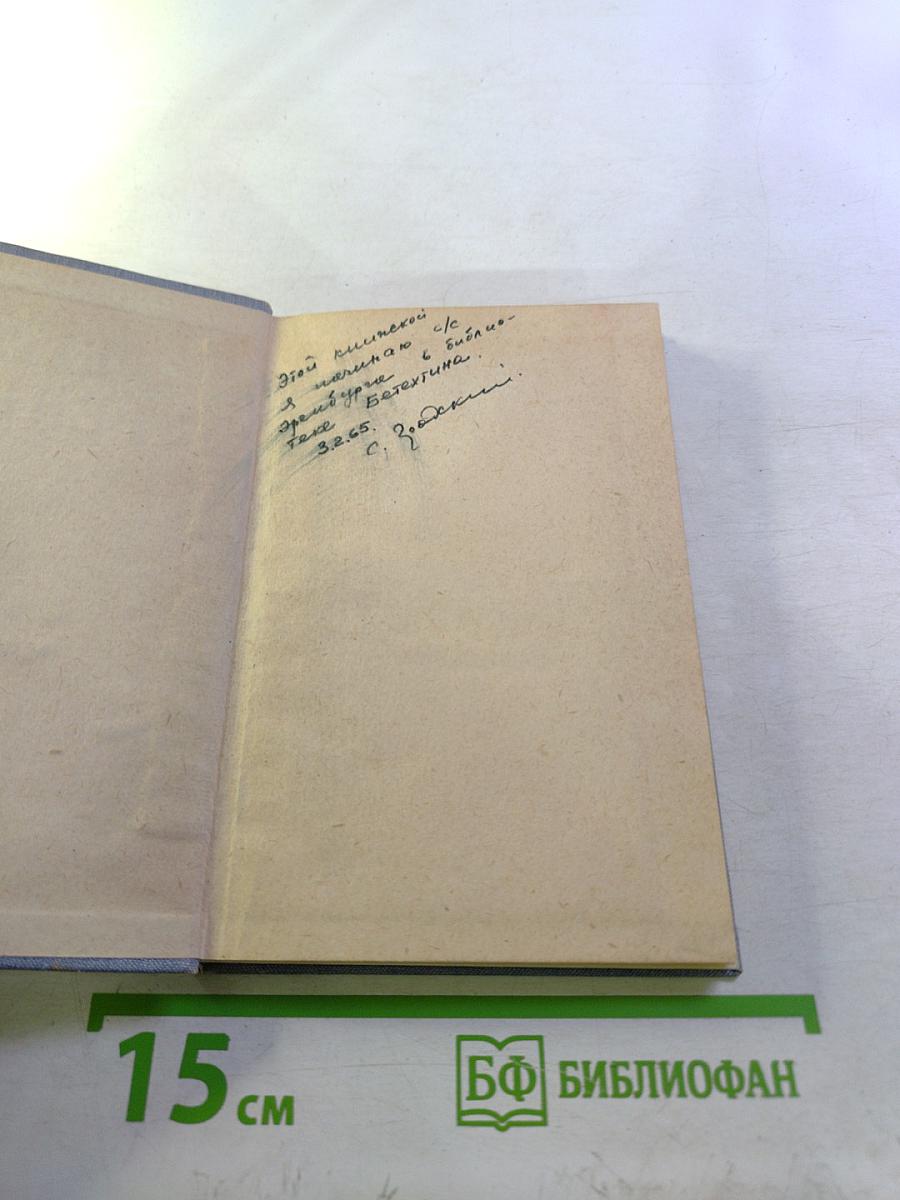 Этой книжкой
я начинаю с/с
Эренбурга в библио-
теке Бетехтина.
3.2.65.
С.
15 см
БФ БИБЛИОФАН